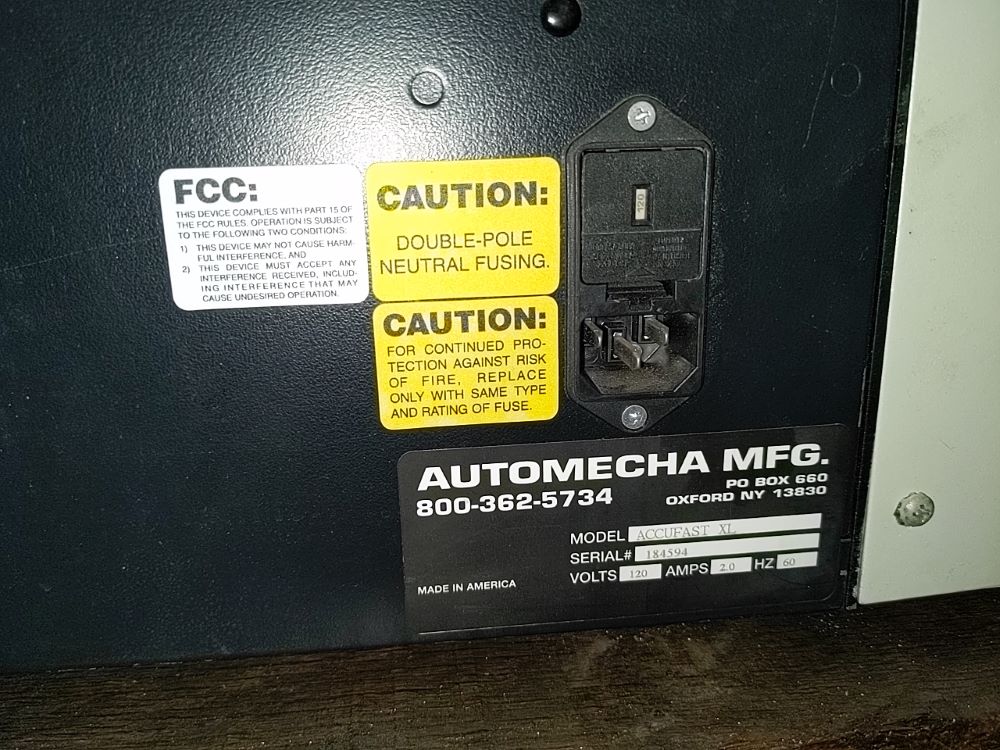 FCC:
THIS DEVICE COMPLIES WITH PART 15 OF
THE FCC RULES. OPERATION IS SUBJECT
TO THE FOLLOWING TWO CONDITIONS:
1) THIS DEVICE MAY NOT CAUSE HARM-
FUL INTERFERENCE, AND
2) THIS DEVICE MUST ACCEPT ANY
INTERFERENCE RECEIVED, INCLUD-
ING INTERFERENCE THAT MAY
CAUSE UNDESIRED OPERATION.
CAUTION:
DOUBLE-POLE
NEUTRAL FUSING.
CAUTION:
FOR CONTINUED PRO-
TECTION AGAINST RISK
OF FIRE, REPLACE
ONLY WITH SAME TYPE
AND RATING OF FUSE.
120
AUTOMECHA MFG.
800-362-5734
PO BOX 660
OXFORD NY 13830
MODEL ACCUFAST XL
SERIAL# 184594
VOLTS 120 AMPS 2.0 HZ 60
MADE IN AMERICA